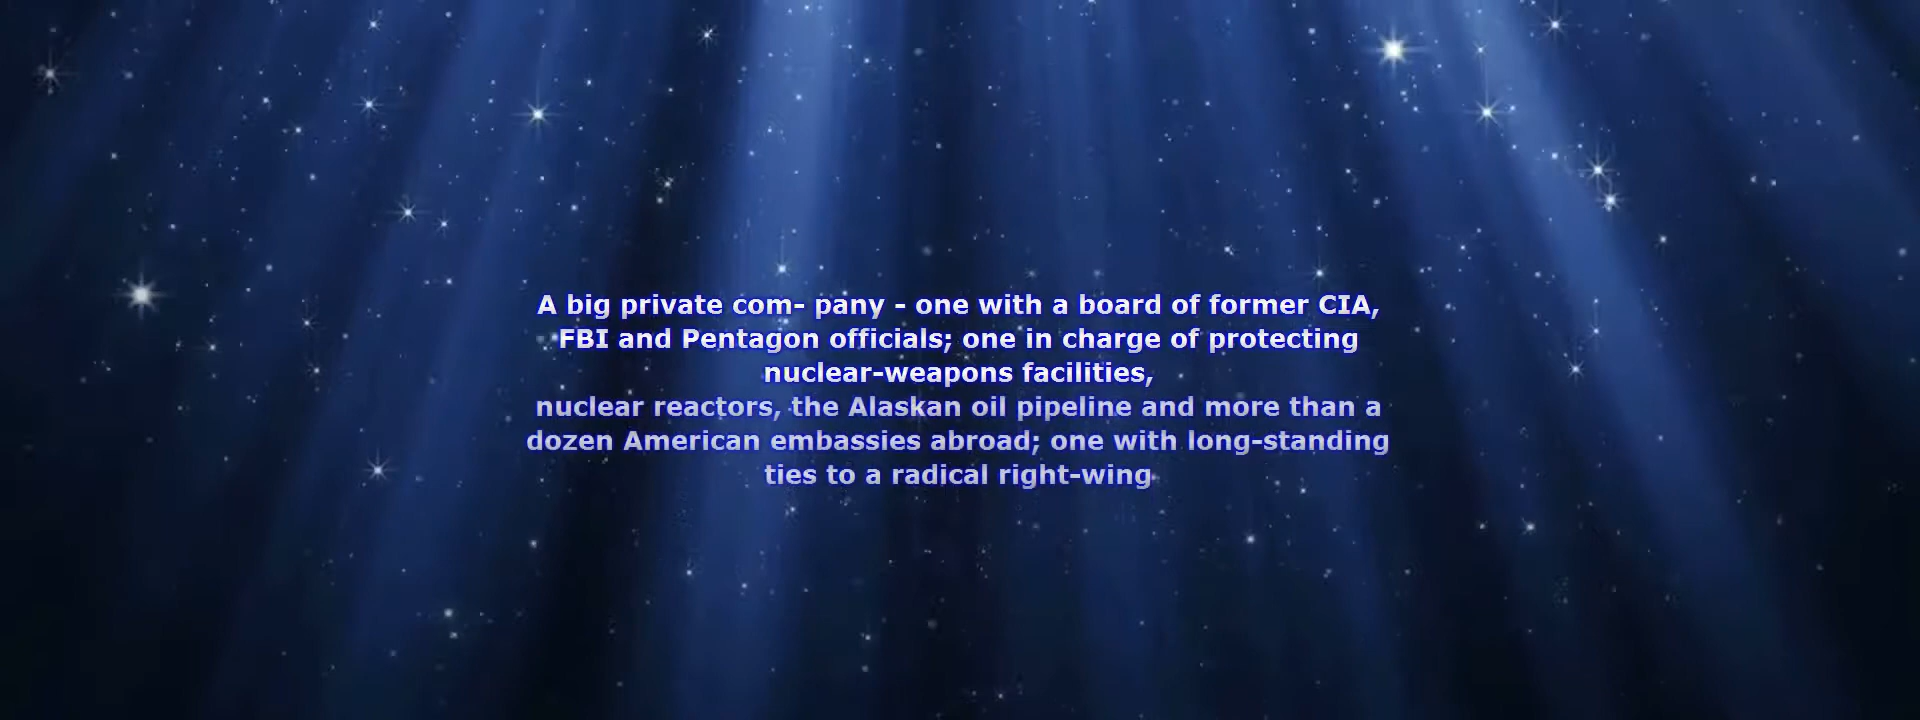 A big private com- pany - one with a board of former CIA,
FBI and Pentagon officials; one in charge of protecting
nuclear-weapons facilities,
nuclear reactors, the Alaskan oil pipeline and more than a
dozen American embassies abroad; one with long-standing
ties to a radical right-wing